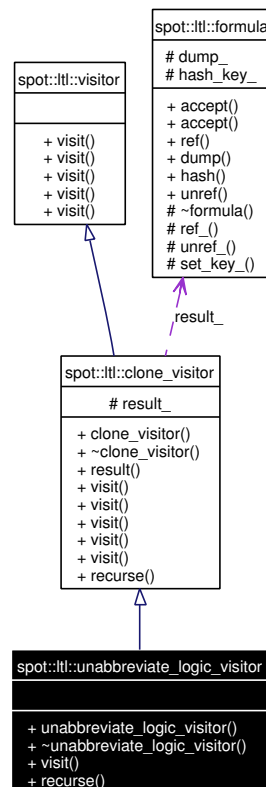 spot::ltl::formula
# dump_
# hash_key_
+ accept()
+ accept()
+ ref()
+ dump()
+ hash()
+ unref()
# ~formula()
# ref_()
# unref_()
# set_key_()
spot::ltl::visitor
+ visit()
+ visit()
+ visit()
+ visit()
+ visit()
result_
spot::ltl::clone_visitor
# result_
+ clone_visitor()
+ ~clone_visitor()
+ result()
+ visit()
+ visit()
+ visit()
+ visit()
+ visit()
+ recurse()
spot::ltl::unabbreviate_logic_visitor
+ unabbreviate_logic_visitor()
+ ~unabbreviate_logic_visitor()
+ visit()
+ recurse()